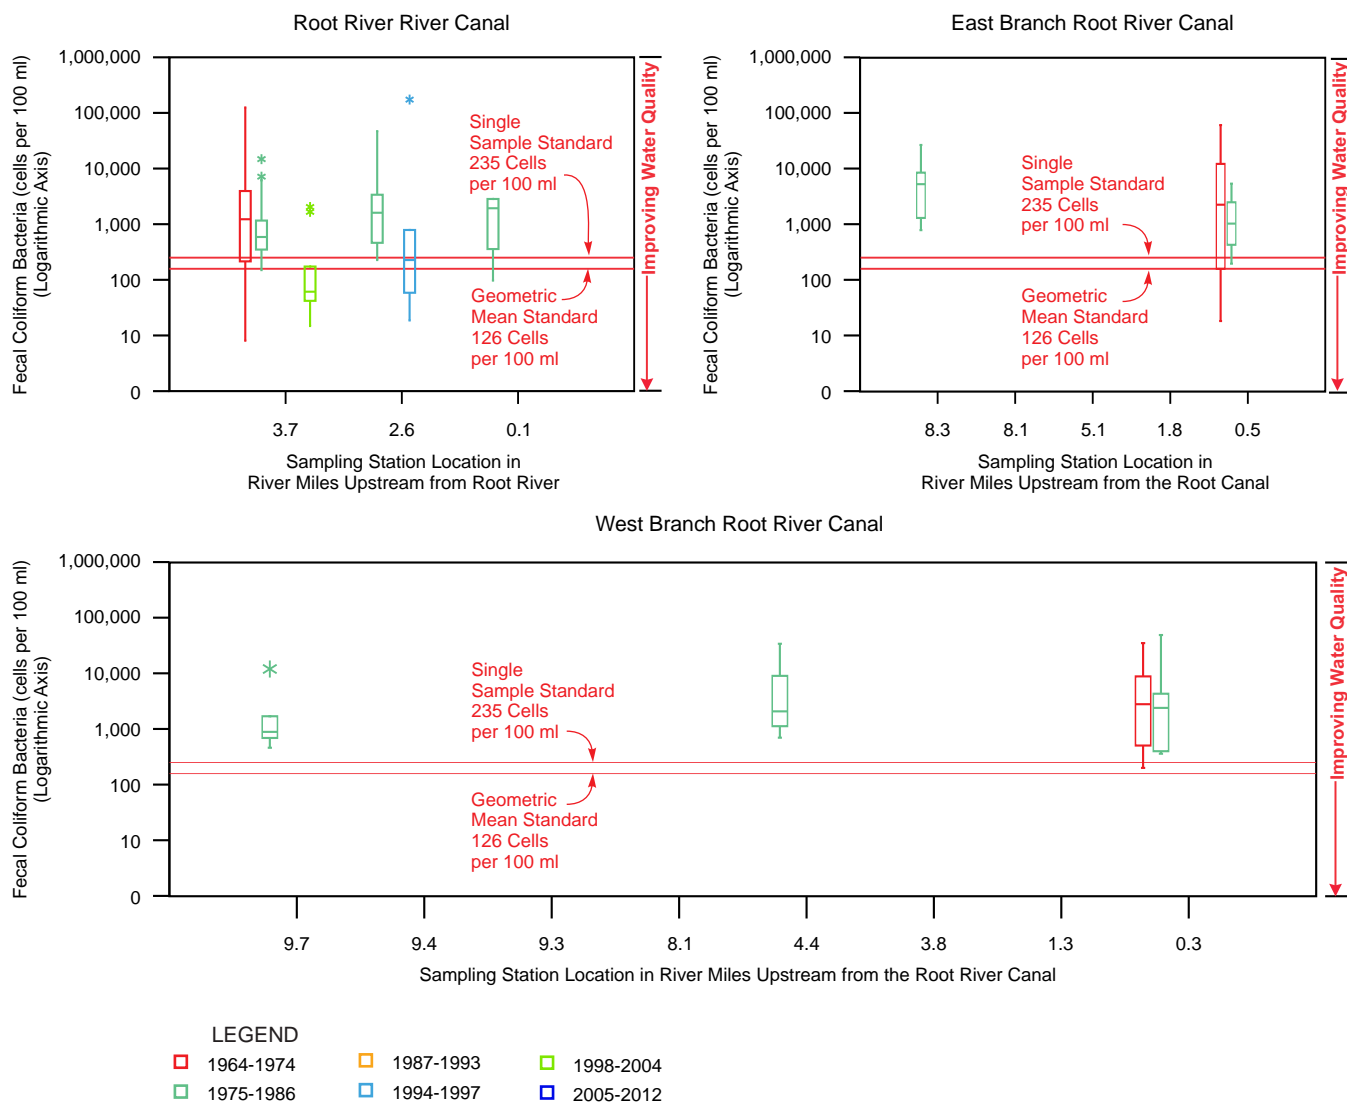 Root River River Canal
Fecal Coliform Bacteria (cells per 100 ml)
(Logarithmic Axis)
1,000,000
100,000
10,000
1,000
100
10
0
Single
Sample Standard
235 Cells
per 100 ml
Geometric
Mean Standard
126 Cells
per 100 ml
Improving Water Quality
3.7
2.6
0.1
Sampling Station Location in
River Miles Upstream from Root River
East Branch Root River Canal
Fecal Coliform Bacteria (cells per 100 ml)
(Logarithmic Axis)
1,000,000
100,000
10,000
1,000
100
10
0
Single
Sample Standard
235 Cells
per 100 ml
Geometric
Mean Standard
126 Cells
per 100 ml
Improving Water Quality
8.3
8.1
5.1
1.8
0.5
Sampling Station Location in
River Miles Upstream from the Root Canal
West Branch Root River Canal
Fecal Coliform Bacteria (cells per 100 ml)
(Logarithmic Axis)
1,000,000
100,000
10,000
1,000
100
10
0
Single
Sample Standard
235 Cells
per 100 ml
Geometric
Mean Standard
126 Cells
per 100 ml
Improving Water Quality
9.7
9.4
9.3
8.1
4.4
3.8
1.3
0.3
Sampling Station Location in River Miles Upstream from the Root River Canal
LEGEND
1964-1974
1975-1986
1987-1993
1994-1997
1998-2004
2005-2012